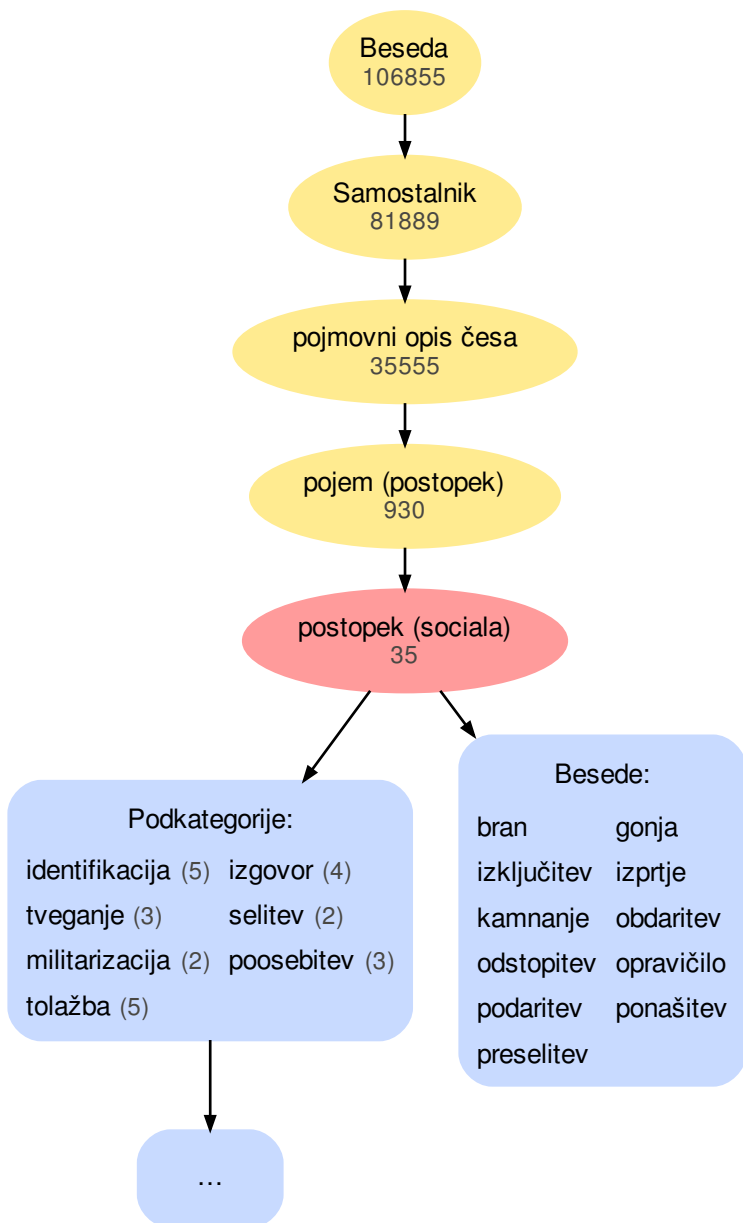 Beseda
106855
Samostalnik
81889
pojmovni opis česa
35555
pojem (postopek)
930
postopek (sociala)
35
Podkategorije:
identifikacija (5) izgovor (4)
tveganje (3) selitev (2)
militarizacija (2) poosebitev (3)
tolažba (5)
Besede:
bran gonja
izključitev izprtje
kamnanje obdaritev
odstopitev opravičilo
podaritev ponašitev
preselitev
...